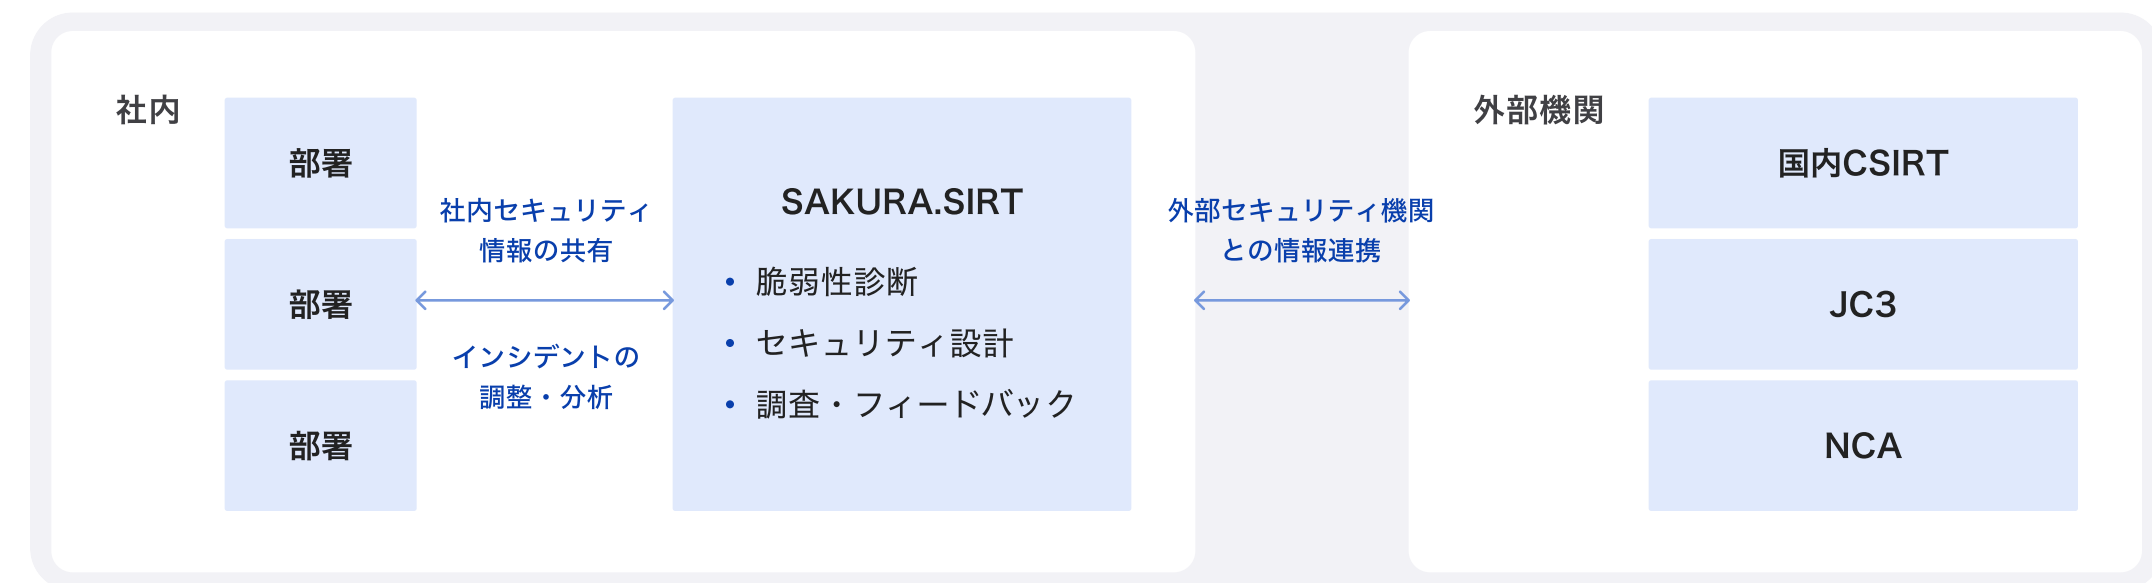 社内
部署
部署
部署
社内セキュリティ
情報の共有
インシデントの
調整・分析
SAKURA.SIRT
• 脆弱性診断
• セキュリティ設計
• 調査・フィードバック
外部セキュリティ機関
との情報連携
外部機関
国内CSIRT
JC3
NCA